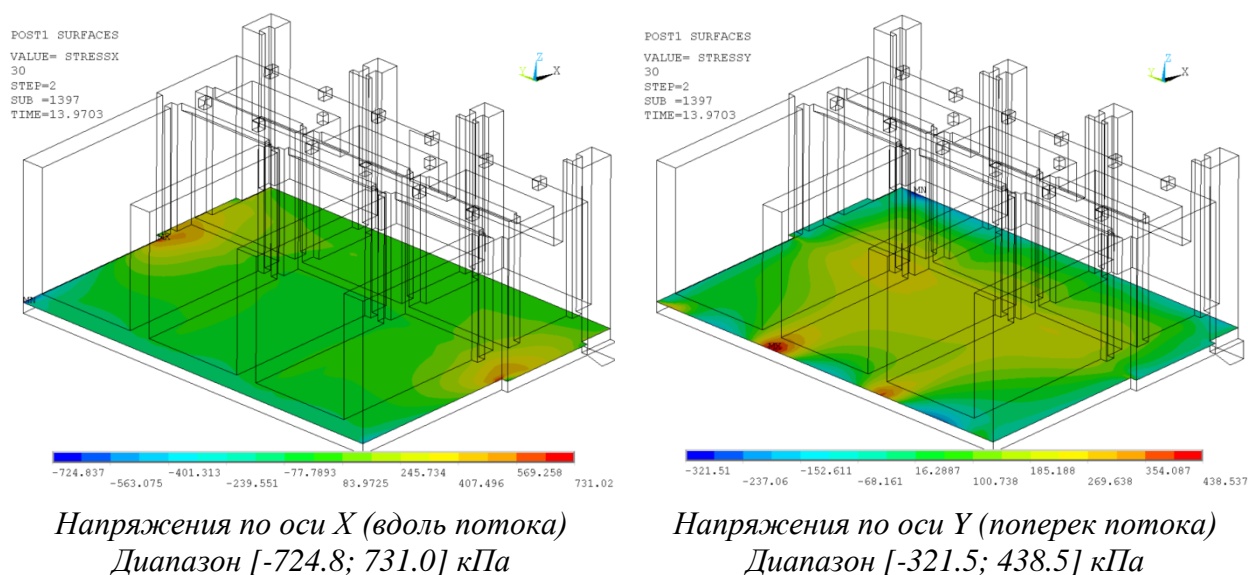 POST1 SURFACES
VALUE= STRESSX
30
STEP=2
SUB =1397
TIME=13.9703
Z
Y
X
MX
MN
-724.837 -401.313 -77.7893 245.734 569.258
-563.075 -239.551 83.9725 407.496 731.02
Напряжения по оси X (вдоль потока)
Диапазон [-724.8; 731.0] кПа
POST1 SURFACES
VALUE= STRESSY
30
STEP=2
SUB =1397
TIME=13.9703
Z
Y
X
MN
MX
-321.51 -152.611 16.2887 185.188 354.087
-237.06 -68.161 100.738 269.638 438.537
Напряжения по оси Y (поперек потока)
Диапазон [-321.5; 438.5] кПа